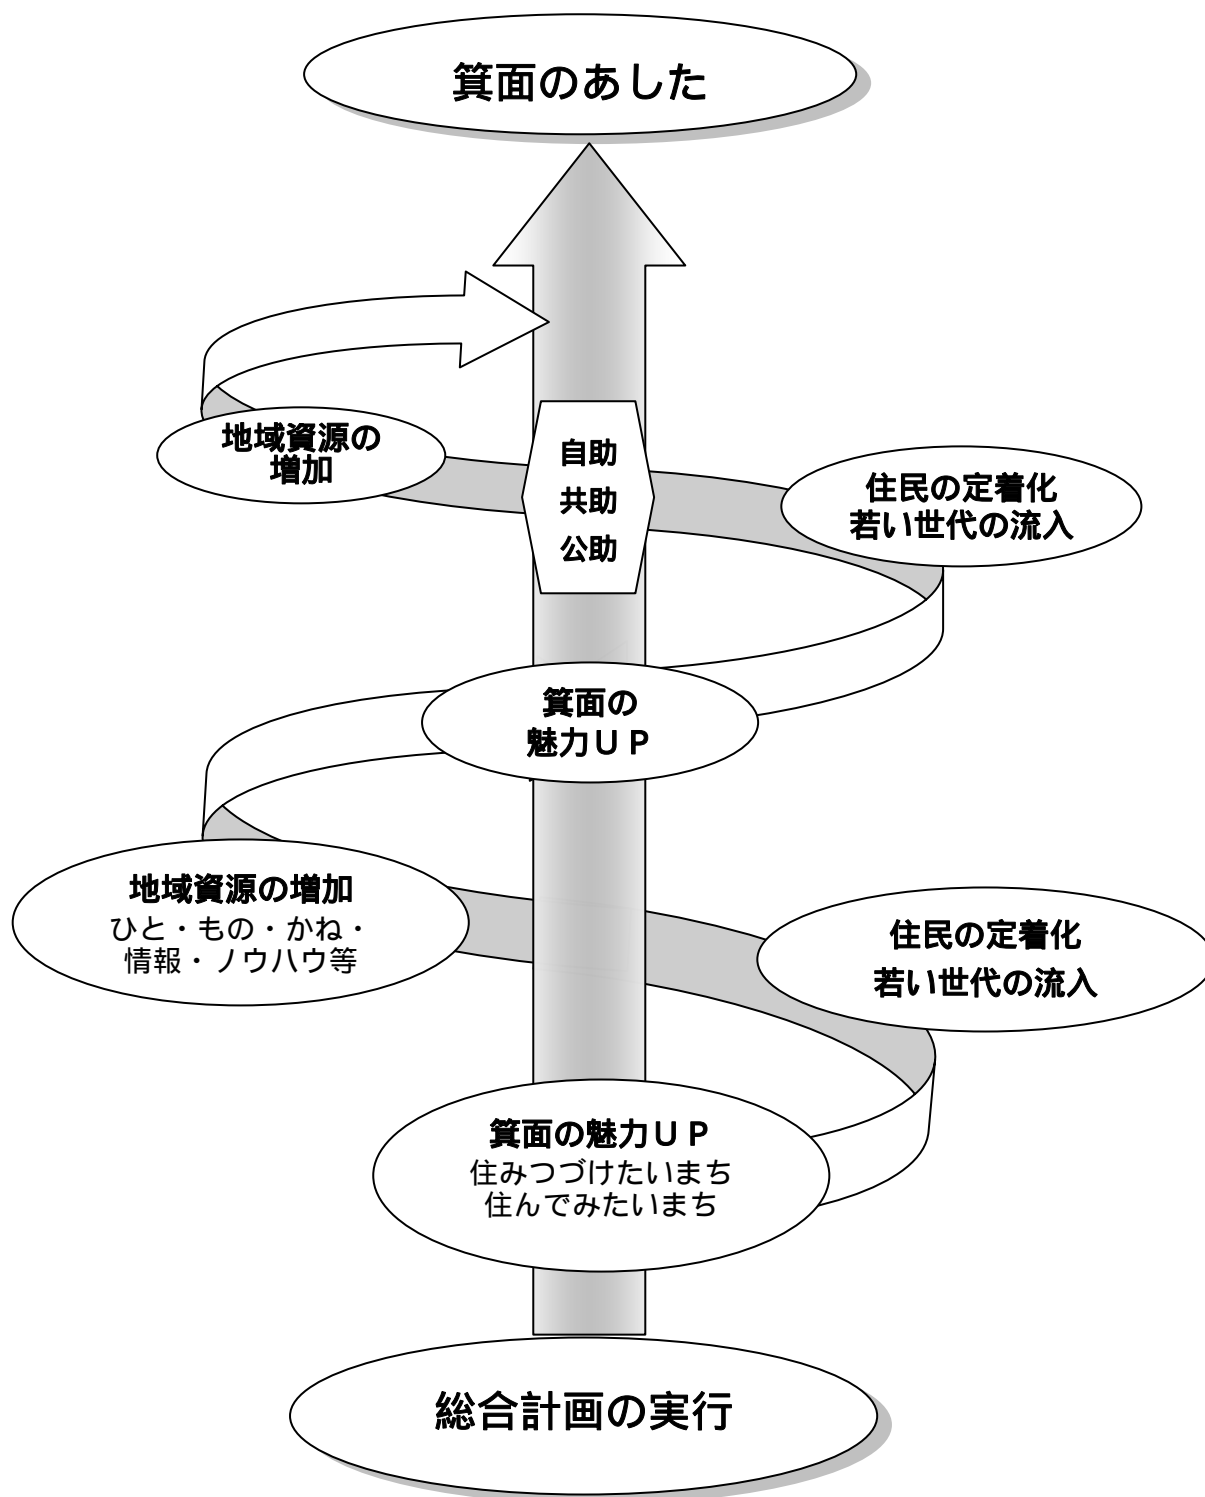 箕面のあした
地域資源の
増加
自助
共助
公助
住民の定着化
若い世代の流入
箕面の
魅力ＵＰ
地域資源の増加
ひと・もの・かね・
情報・ノウハウ等
住民の定着化
若い世代の流入
箕面の魅力ＵＰ
住みつづけたいまち
住んでみたいまち
総合計画の実行